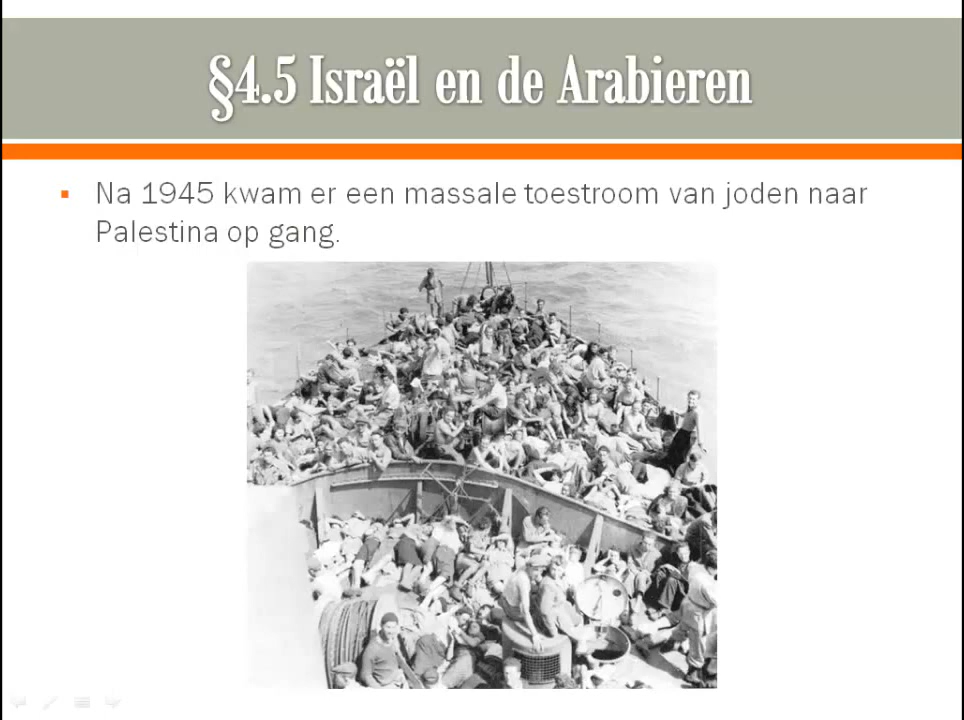 §4.5 Israël en de Arabieren
Na 1945 kwam er een massale toestroom van joden naar
Palestina op gang.